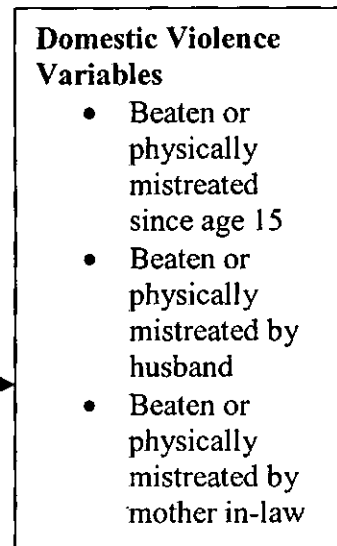 Domestic Violence
Variables
• Beaten or
physically
mistreated
since age 15
• Beaten or
physically
mistreated by
husband
• Beaten or
physically
mistreated by
mother in-law